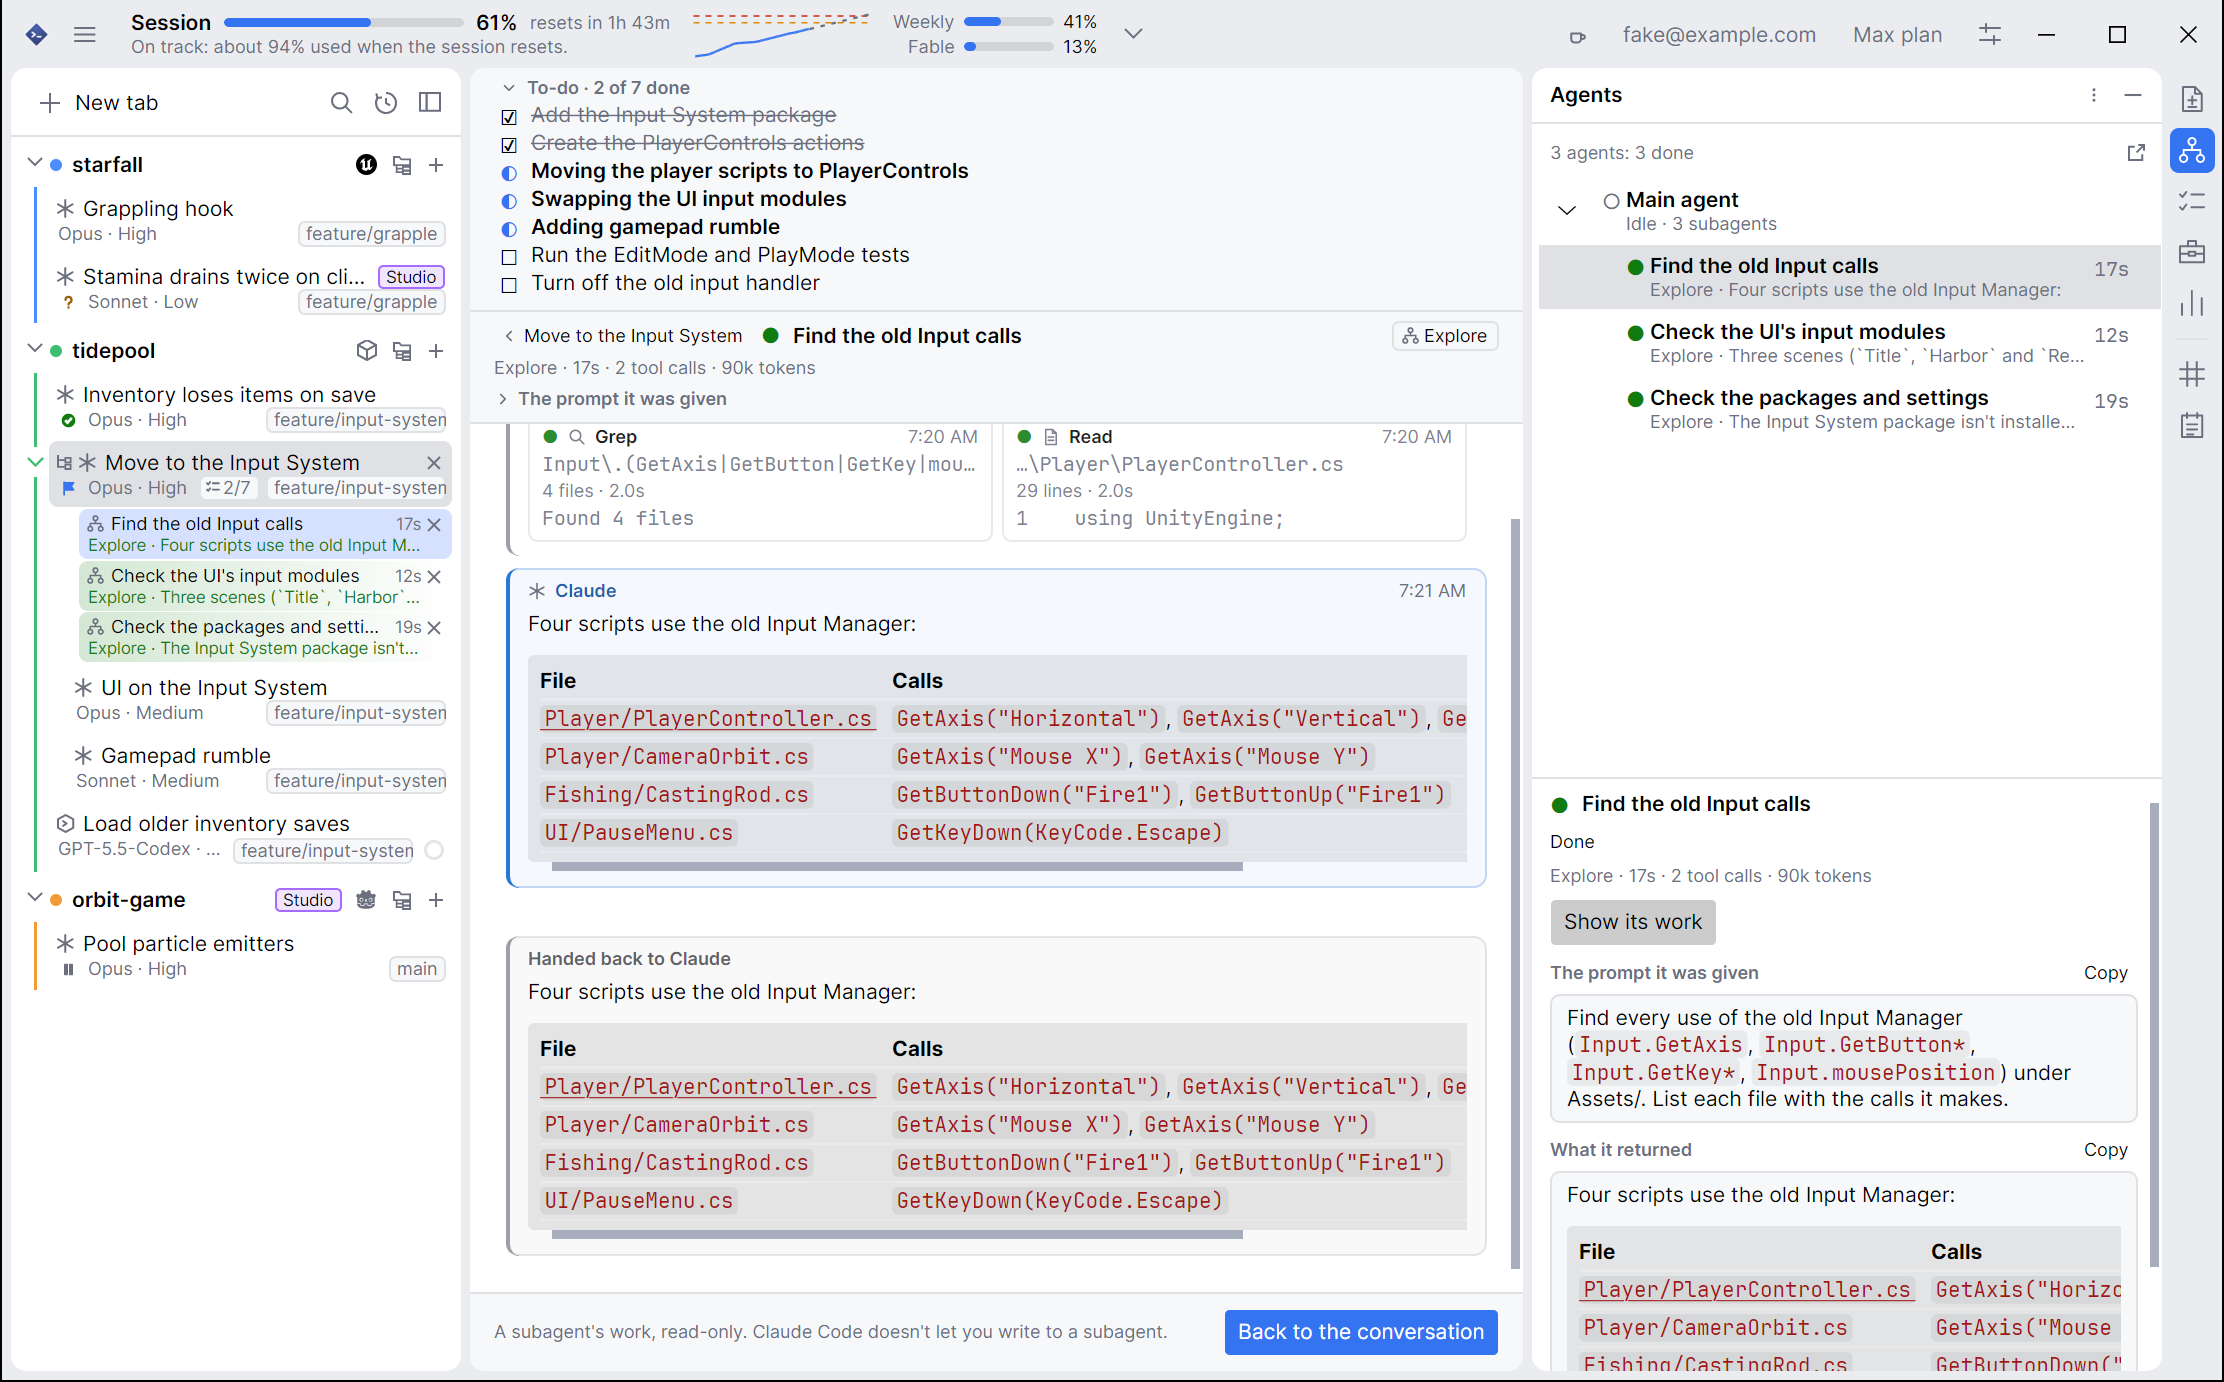 Session 61% resets in 1h 43m
On track: about 94% used when the session resets.
Weekly 41%
Fable 13%
fake@example.com Max plan
New tab
starfall
Grappling hook
Opus · High feature/grapple
Stamina drains twice on cli... Studio
? Sonnet · Low feature/grapple
tidepool
Inventory loses items on save
Opus · High feature/input-system
Move to the Input System
Opus · High 2/7 feature/input-system
Find the old Input calls 17s
Explore · Four scripts use the old Input M...
Check the UI's input modules 12s
Explore · Three scenes (`Title`, `Harbor`...
Check the packages and setti... 19s
Explore · The Input System package isn't...
UI on the Input System
Opus · Medium feature/input-system
Gamepad rumble
Sonnet · Medium feature/input-system
Load older inventory saves
GPT-5.5-Codex · ... feature/input-system
orbit-game Studio
Pool particle emitters
Opus · High main
To-do · 2 of 7 done
Add the Input System package
Create the PlayerControls actions
Moving the player scripts to PlayerControls
Swapping the UI input modules
Adding gamepad rumble
Run the EditMode and PlayMode tests
Turn off the old input handler
Move to the Input System Find the old Input calls Explore
Explore · 17s · 2 tool calls · 90k tokens
The prompt it was given
Grep 7:20 AM
Input\.(GetAxis|GetButton|GetKey|mou...
4 files · 2.0s
Found 4 files
Read 7:20 AM
...\Player\PlayerController.cs
29 lines · 2.0s
1 using UnityEngine;
Claude 7:21 AM
Four scripts use the old Input Manager:
File Calls
Player/PlayerController.cs GetAxis("Horizontal"), GetAxis("Vertical"), Ge
Player/CameraOrbit.cs GetAxis("Mouse X"), GetAxis("Mouse Y")
Fishing/CastingRod.cs GetButtonDown("Fire1"), GetButtonUp("Fire1")
UI/PauseMenu.cs GetKeyDown(KeyCode.Escape)
Handed back to Claude
Four scripts use the old Input Manager:
File Calls
Player/PlayerController.cs GetAxis("Horizontal"), GetAxis("Vertical"), Ge
Player/CameraOrbit.cs GetAxis("Mouse X"), GetAxis("Mouse Y")
Fishing/CastingRod.cs GetButtonDown("Fire1"), GetButtonUp("Fire1")
UI/PauseMenu.cs GetKeyDown(KeyCode.Escape)
A subagent's work, read-only. Claude Code doesn't let you write to a subagent. Back to the conversation
Agents
3 agents: 3 done
Main agent
Idle · 3 subagents
Find the old Input calls 17s
Explore · Four scripts use the old Input Manager:
Check the UI's input modules 12s
Explore · Three scenes (`Title`, `Harbor` and `Re...
Check the packages and settings 19s
Explore · The Input System package isn't installe...
Find the old Input calls
Done
Explore · 17s · 2 tool calls · 90k tokens
Show its work
The prompt it was given Copy
Find every use of the old Input Manager
(Input.GetAxis, Input.GetButton*,
Input.GetKey*, Input.mousePosition) under
Assets/. List each file with the calls it makes.
What it returned Copy
Four scripts use the old Input Manager:
File Calls
Player/PlayerController.cs GetAxis("Horizo
Player/CameraOrbit.cs GetAxis("Mouse
Fishing/CastingRod.cs GetButtonDown("